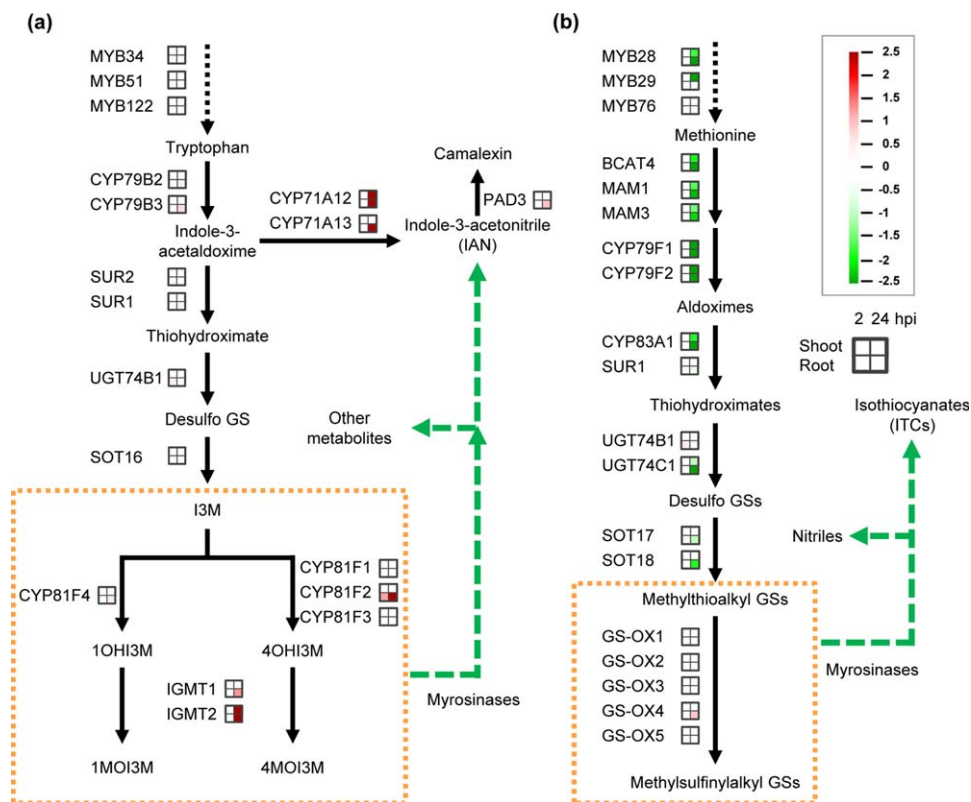 (a)
MYB34
MYB51
MYB122
Tryptophan
CYP79B2
CYP79B3
Indole-3-
acetaldoxime
CYP71A12
CYP71A13
Camalexin
PAD3
Indole-3-acetonitrile
(IAN)
SUR2
SUR1
Thiohydroximate
UGT74B1
Desulfo GS
Other
metabolites
SOT16
I3M
CYP81F4
CYP81F1
CYP81F2
CYP81F3
1OHI3M
4OHI3M
IGMT1
IGMT2
Myrosinases
1MOI3M
4MOI3M
(b)
MYB28
MYB29
MYB76
Methionine
BCAT4
MAM1
MAM3
CYP79F1
CYP79F2
Aldoximes
CYP83A1
SUR1
Thiohydroximates
UGT74B1
UGT74C1
Desulfo GSs
SOT17
SOT18
Nitriles
Isothiocyanates
(ITCs)
Methylthioalkyl GSs
GS-OX1
GS-OX2
GS-OX3
GS-OX4
GS-OX5
Myrosinases
Methylsulfinylalkyl GSs
2.5
2
1.5
1
0.5
0
-0.5
-1
-1.5
-2
-2.5
2 24 hpi
Shoot
Root